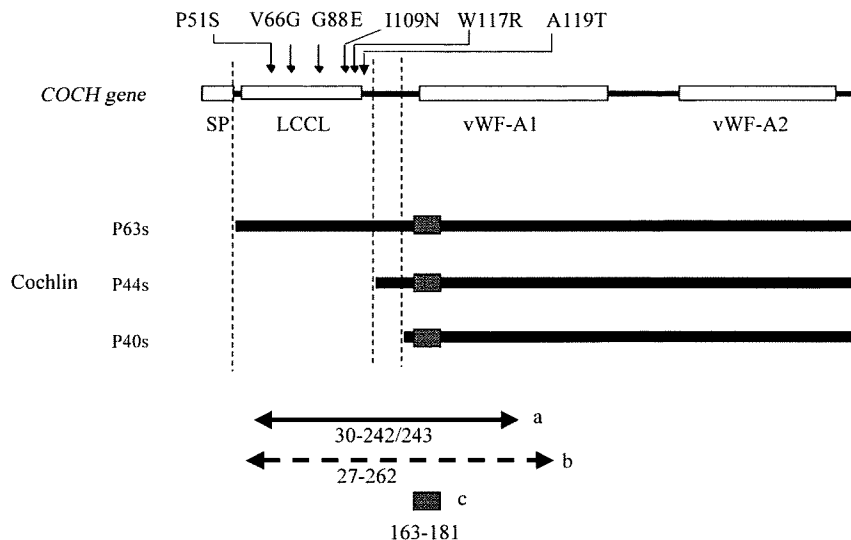 P51S V66G G88E I109N W117R A119T
COCH gene
SP LCCL vWF-A1 vWF-A2
P63s
Cochlin P44s
P40s
a
30-242/243
b
27-262
c
163-181